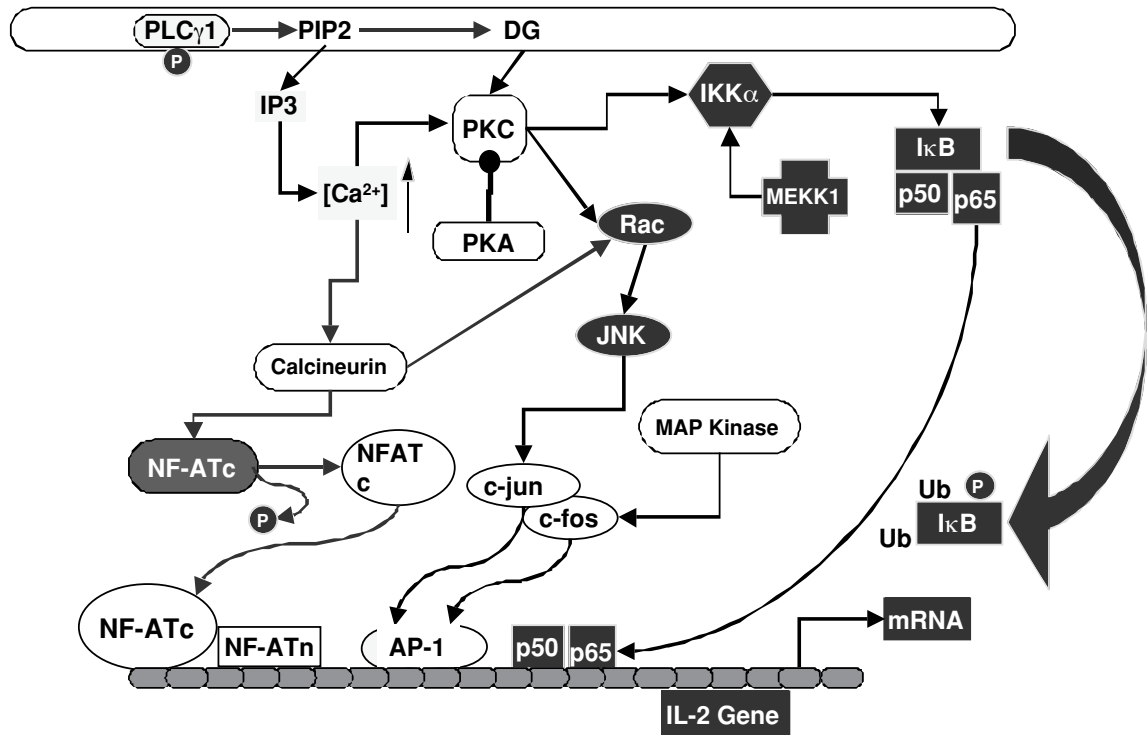 PLCγ1
PIP2
DG
P
IP3
PKC
IKKα
IκB
p50
p65
[Ca²⁺]
MEKK1
PKA
Rac
JNK
Calcineurin
MAP Kinase
NF-ATc
NFAT
c
P
c-jun
c-fos
Ub
P
IκB
Ub
NF-ATc
NF-ATn
AP-1
p50
p65
mRNA
IL-2 Gene